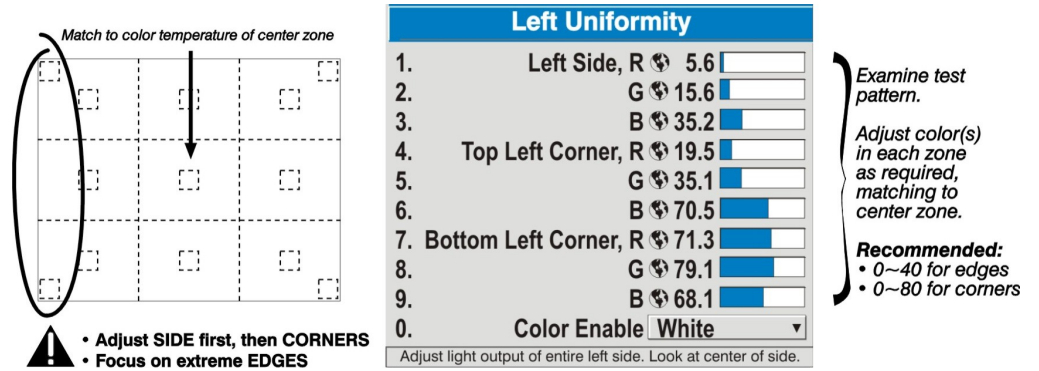 Match to color temperature of center zone
• Adjust SIDE first, then CORNERS
• Focus on extreme EDGES
Left Uniformity
1. Left Side, R 5.6
2. G 15.6
3. B 35.2
4. Top Left Corner, R 19.5
5. G 35.1
6. B 70.5
7. Bottom Left Corner, R 71.3
8. G 79.1
9. B 68.1
0. Color Enable White
Adjust light output of entire left side. Look at center of side.
Examine test
pattern.
Adjust color(s)
in each zone
as required,
matching to
center zone.
Recommended:
• 0~40 for edges
• 0~80 for corners